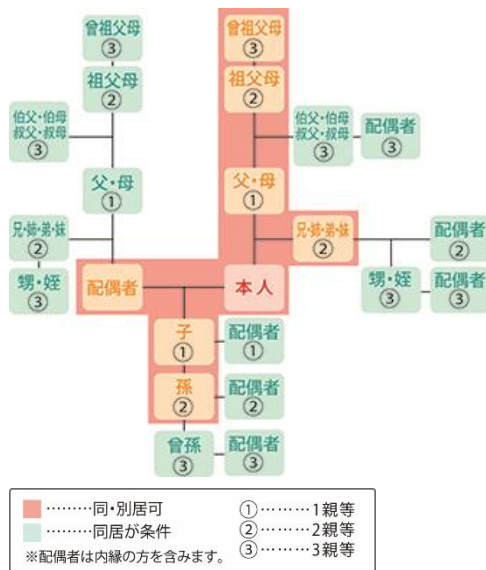 曾祖父母
③
曾祖父母
③
祖父母
②
祖父母
②
伯父・伯母
叔父・叔母
③
伯父・伯母
叔父・叔母
③
配偶者
③
父・母
①
父・母
①
兄・姉・弟・妹
②
兄・姉・弟・妹
②
配偶者
②
甥・姪
③
配偶者
本人
甥・姪
③
配偶者
③
子
①
配偶者
①
孫
②
配偶者
②
曾孫
③
配偶者
③
………同・別居可
………同居が条件
※配偶者は内縁の方を含みます。
①………1親等
②………2親等
③………3親等